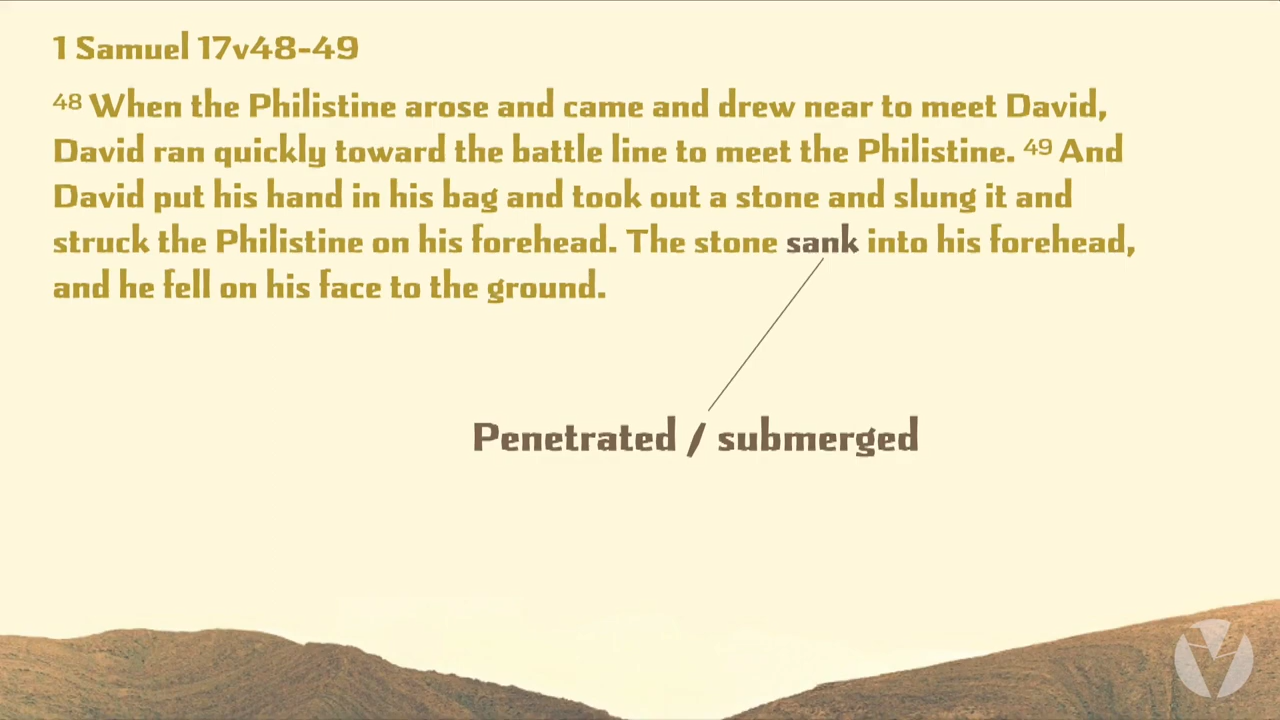 1 Samuel 17v48-49
48 When the Philistine arose and came and drew near to meet David,
David ran quickly toward the battle line to meet the Philistine. 49 And
David put his hand in his bag and took out a stone and slung it and
struck the Philistine on his forehead. The stone sank into his forehead,
and he fell on his face to the ground.
Penetrated / submerged